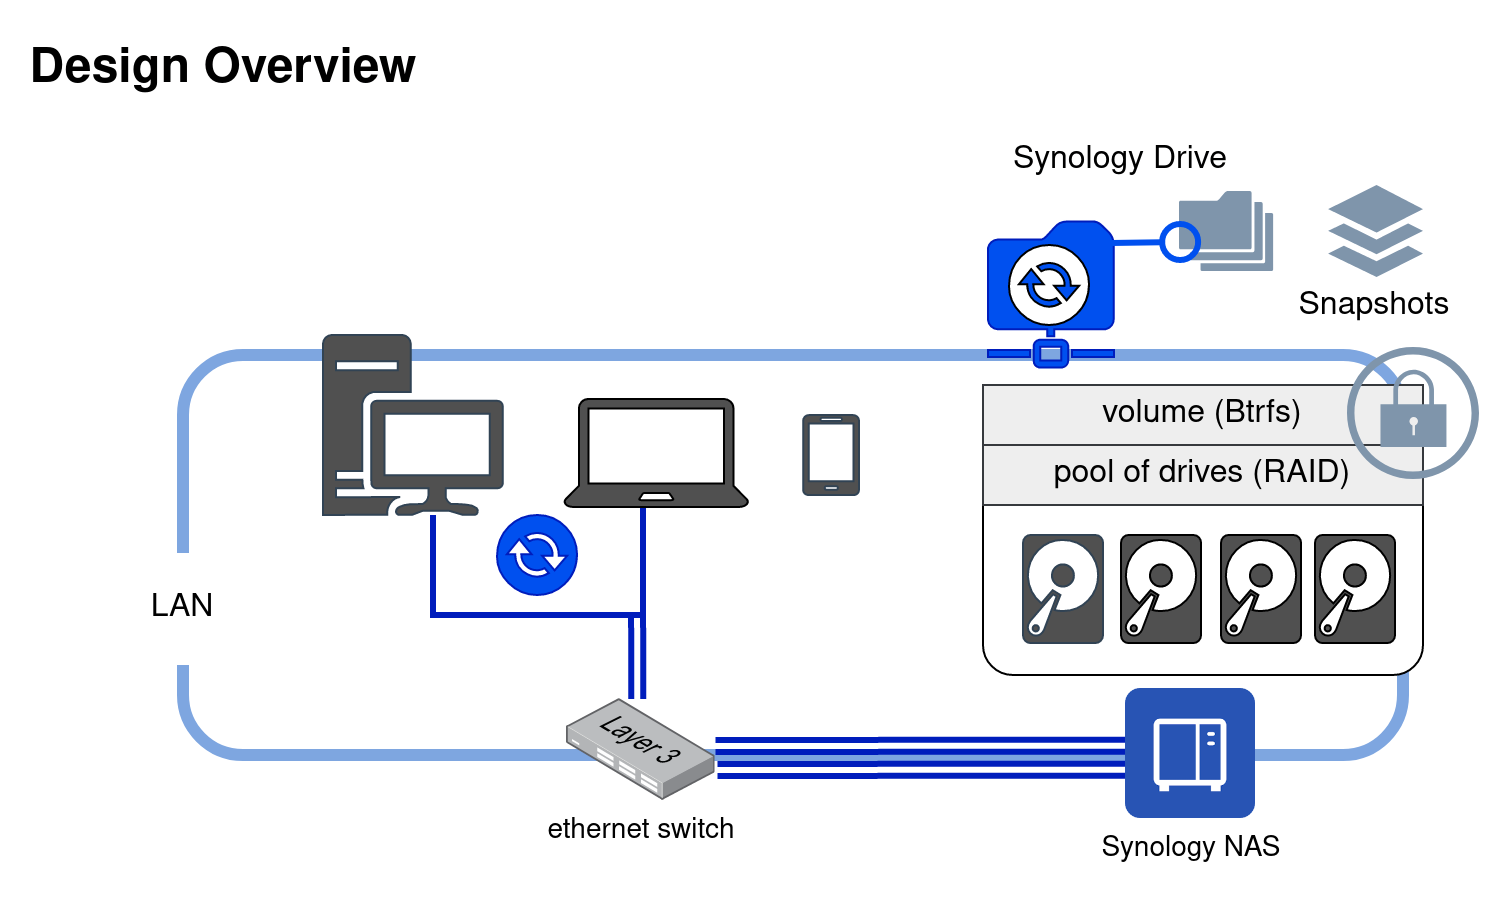 Design Overview
Synology Drive
Snapshots
volume (Btrfs)
pool of drives (RAID)
LAN
Layer 3
ethernet switch
Synology NAS